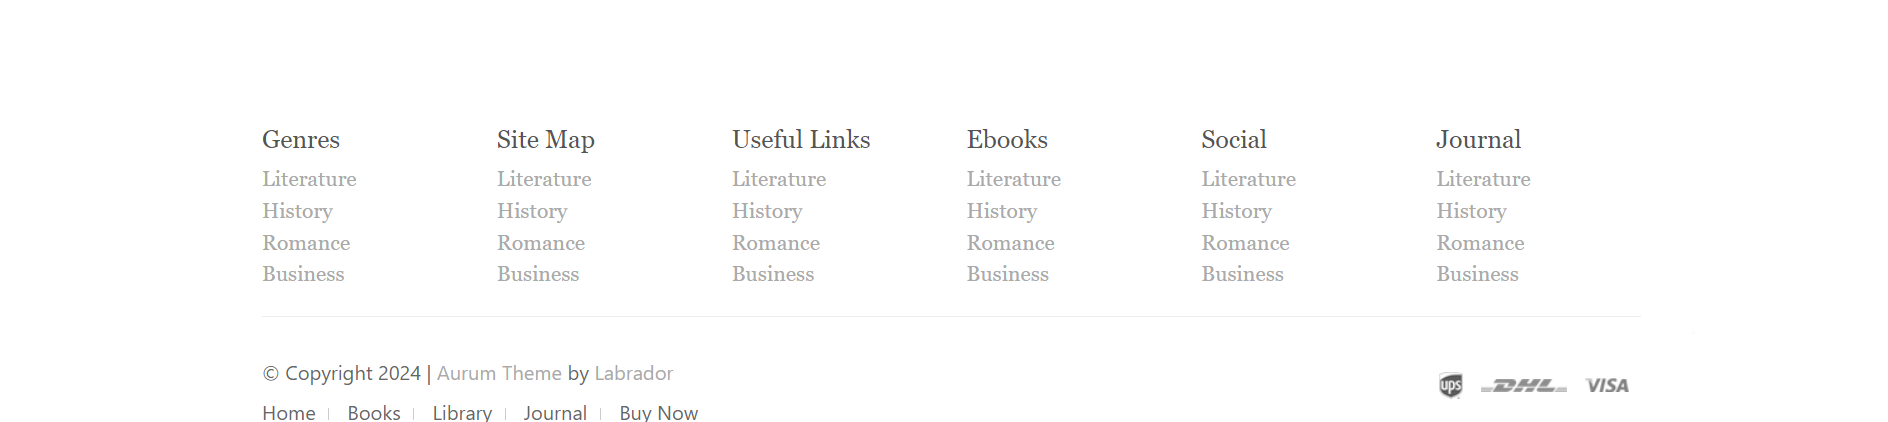 Genres
Literature
History
Romance
Business
Site Map
Literature
History
Romance
Business
Useful Links
Literature
History
Romance
Business
Ebooks
Literature
History
Romance
Business
Social
Literature
History
Romance
Business
Journal
Literature
History
Romance
Business
© Copyright 2024 | Aurum Theme by Labrador
Home | Books | Library | Journal | Buy Now
ups DHL VISA